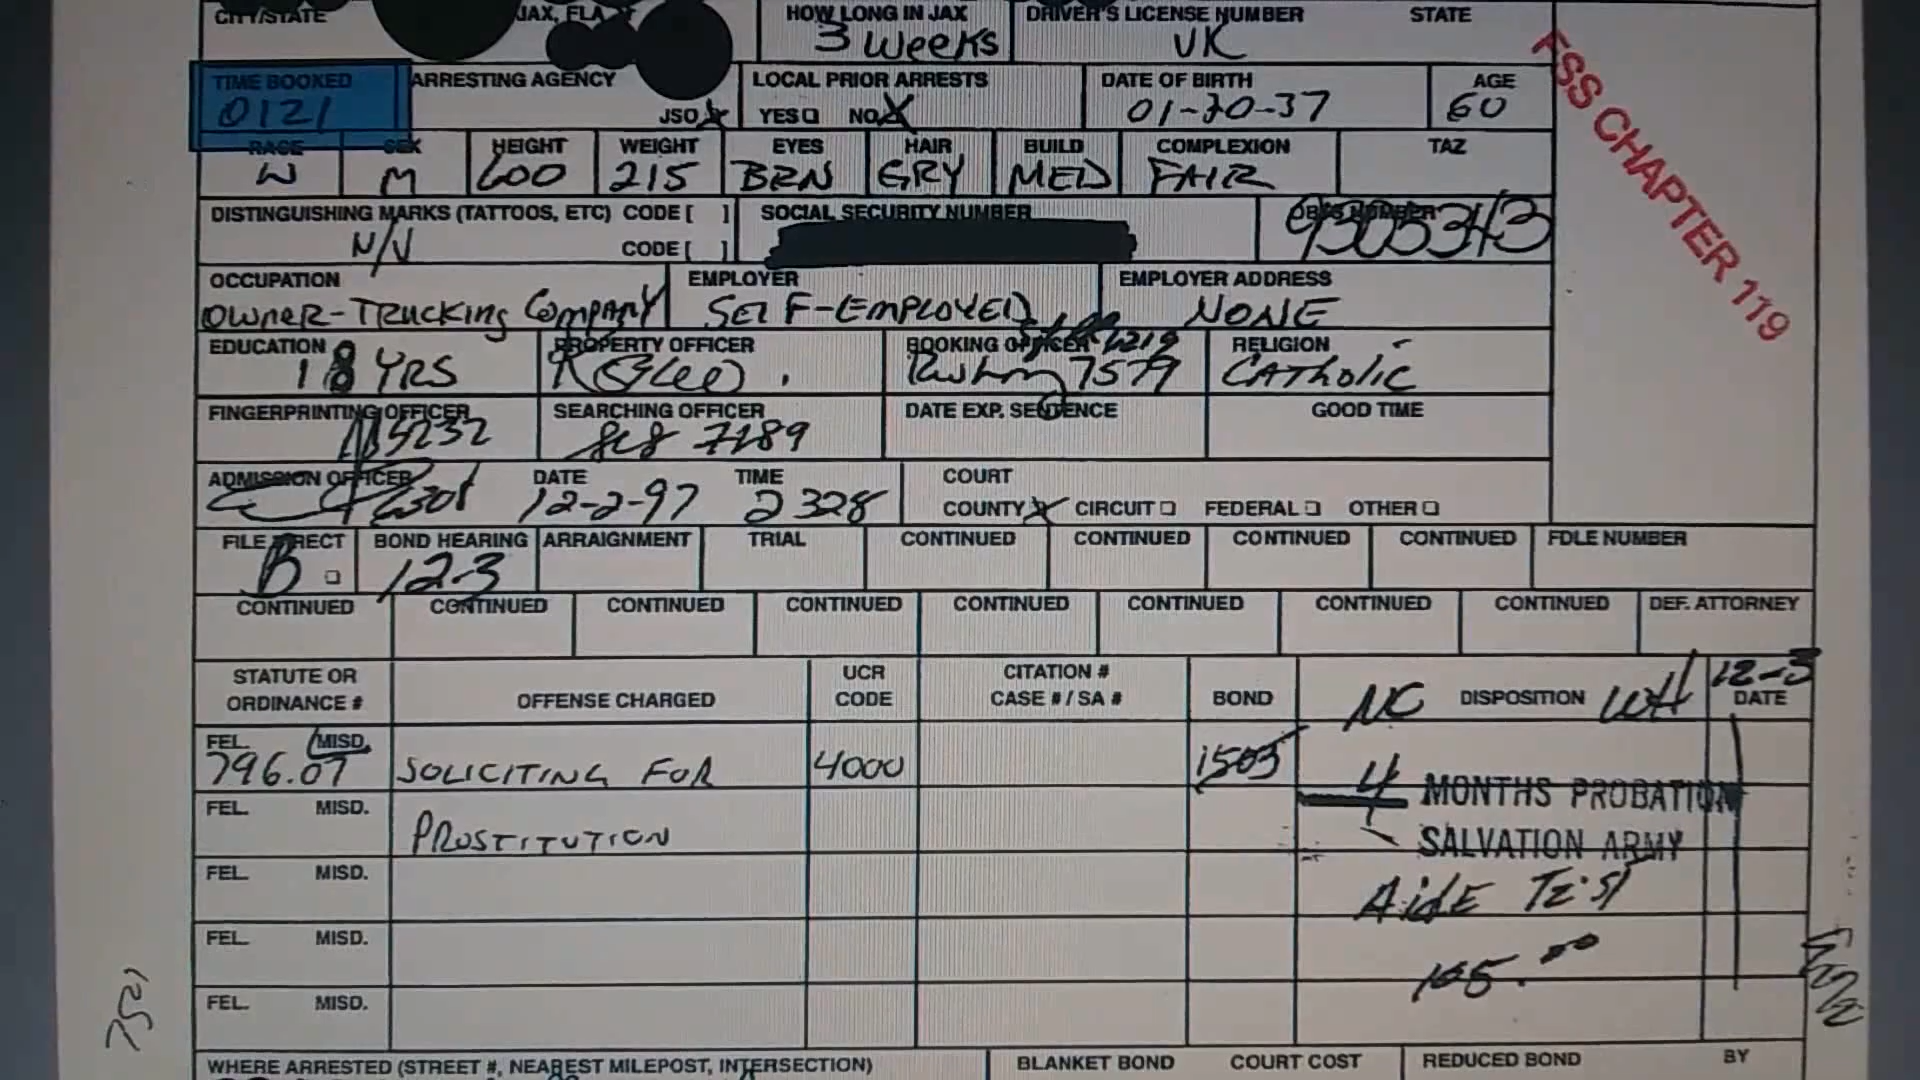 CITY/STATE JAX, FLA HOW LONG IN JAX DRIVER'S LICENSE NUMBER STATE
3 WeeKs UK
TIME BOOKED ARRESTING AGENCY LOCAL PRIOR ARRESTS DATE OF BIRTH AGE
0121 JSO YES NO 01-20-37 60
RACE SEX HEIGHT WEIGHT EYES HAIR BUILD COMPLEXION TAZ
W M 600 215 BRN GRY MED FAIR
DISTINGUISHING MARKS (TATTOOS, ETC) CODE [ ] SOCIAL SECURITY NUMBER 9305343
N/V CODE [ ]
OCCUPATION EMPLOYER EMPLOYER ADDRESS
OWNER-TRUCKING COMPANY SELF-EMPLOYED NONE
EDUCATION PROPERTY OFFICER BOOKING OFFICER RELIGION
18 YRS 7579 CATHOLIC
FINGERPRINTING OFFICER SEARCHING OFFICER DATE EXP. SENTENCE GOOD TIME
5232 7189
ADMISSION OFFICER DATE TIME COURT
12-2-97 2328 COUNTY CIRCUIT FEDERAL OTHER
FILE DIRECT BOND HEARING ARRAIGNMENT TRIAL CONTINUED CONTINUED CONTINUED CONTINUED FDLE NUMBER
B 12-3
CONTINUED CONTINUED CONTINUED CONTINUED CONTINUED CONTINUED CONTINUED CONTINUED DEF. ATTORNEY
STATUTE OR ORDINANCE # OFFENSE CHARGED UCR CODE CITATION # CASE # / SA # BOND NC DISPOSITION WH 12-3 DATE
FEL. MISD.
796.07 SOLICITING FOR 4000 1503 4 MONTHS PROBATION
FEL. MISD.
PROSTITUTION SALVATION ARMY
FEL. MISD. AidE TEST
FEL. MISD. 105.00
FEL. MISD.
WHERE ARRESTED (STREET #, NEAREST MILEPOST, INTERSECTION) BLANKET BOND COURT COST REDUCED BOND BY
FSS CHAPTER 119
7521